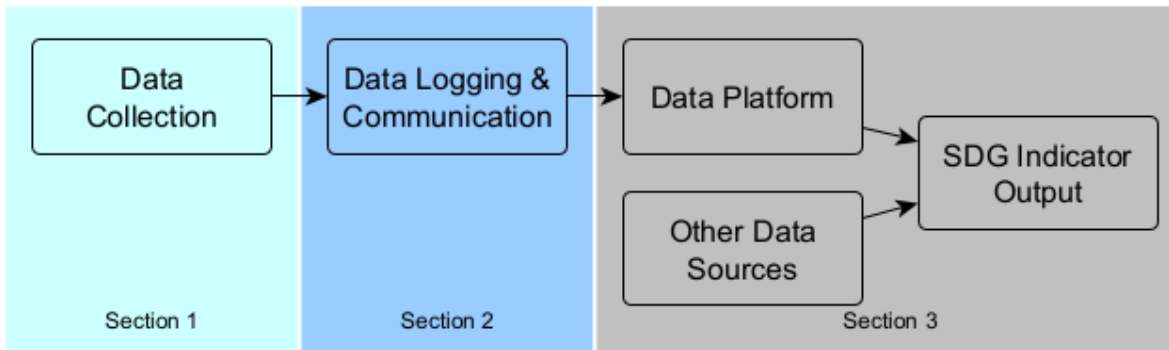 Data
Collection
Data Logging &
Communication
Data Platform
SDG Indicator
Output
Other Data
Sources
Section 1
Section 2
Section 3